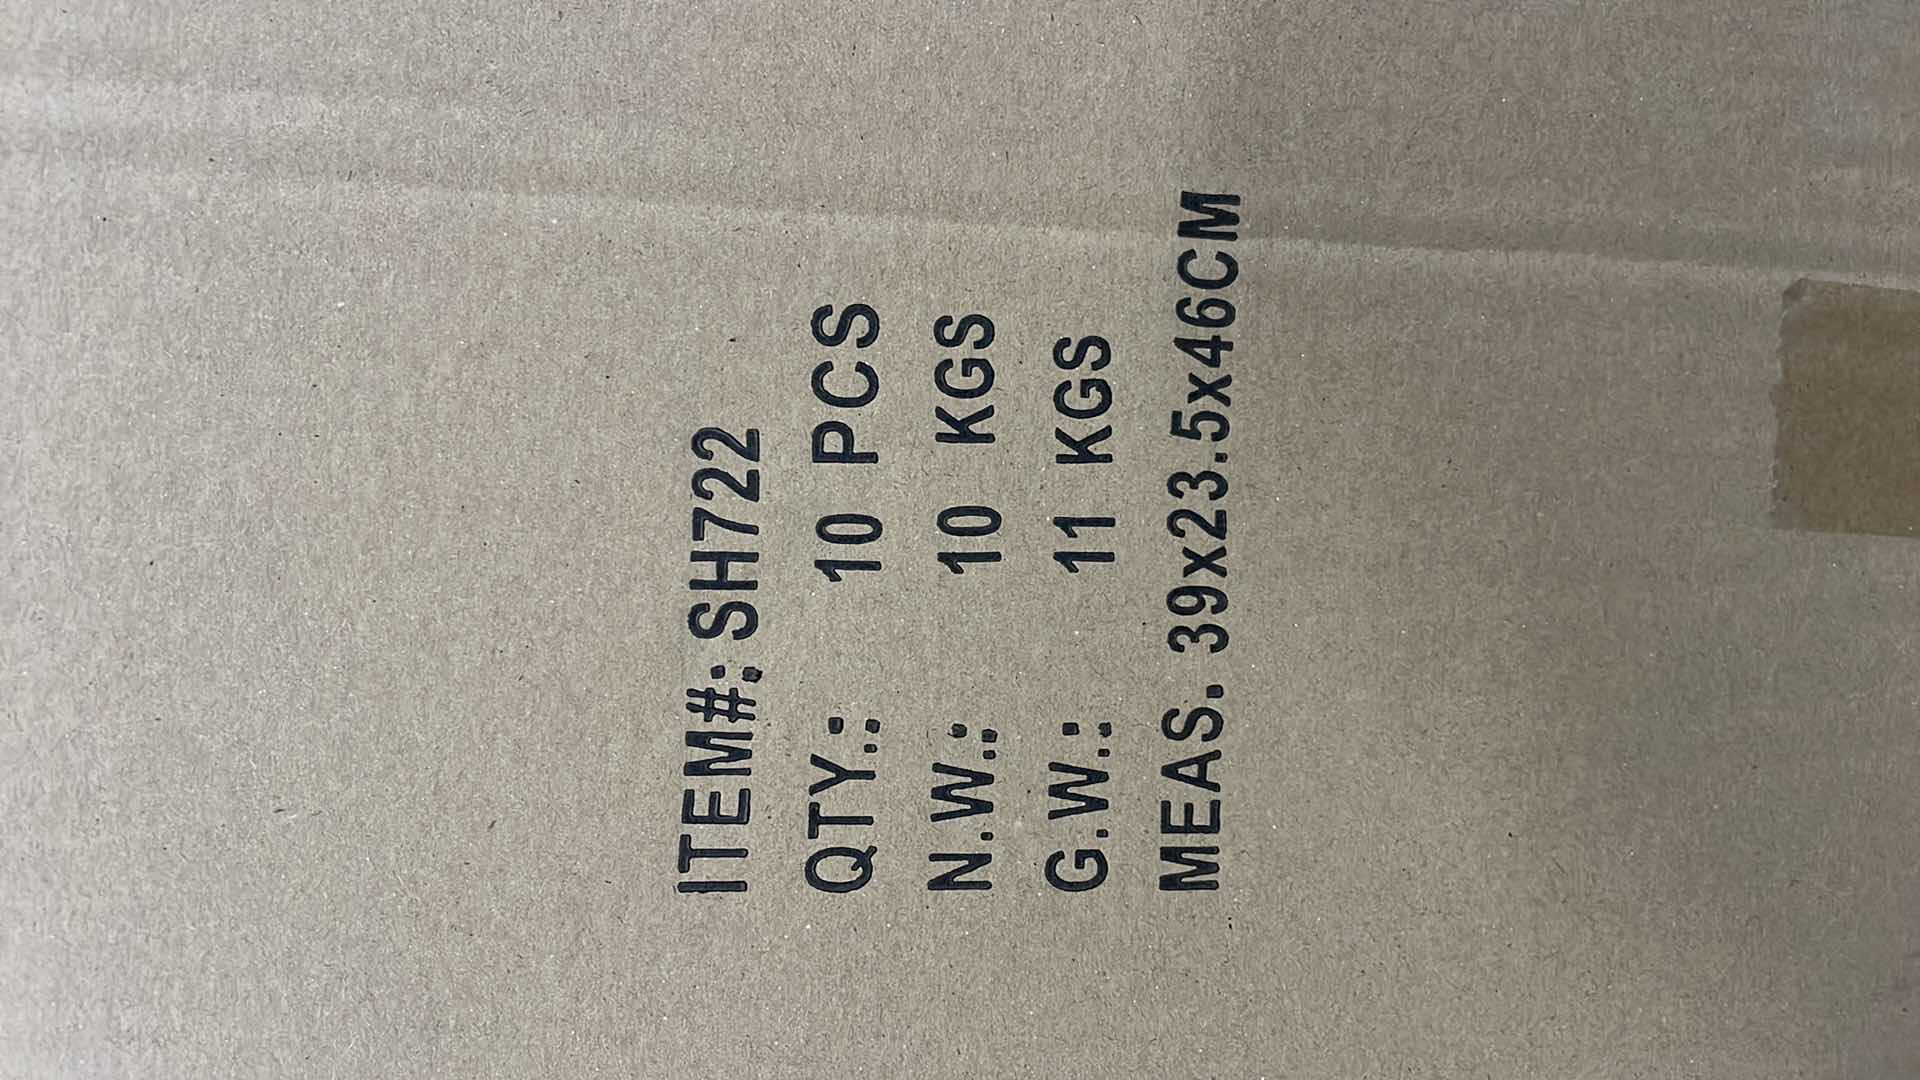 ITEM#: SH722
QTY.: 10 PCS
N.W.: 10 KGS
G.W.: 11 KGS
MEAS. 39x23.5x46CM